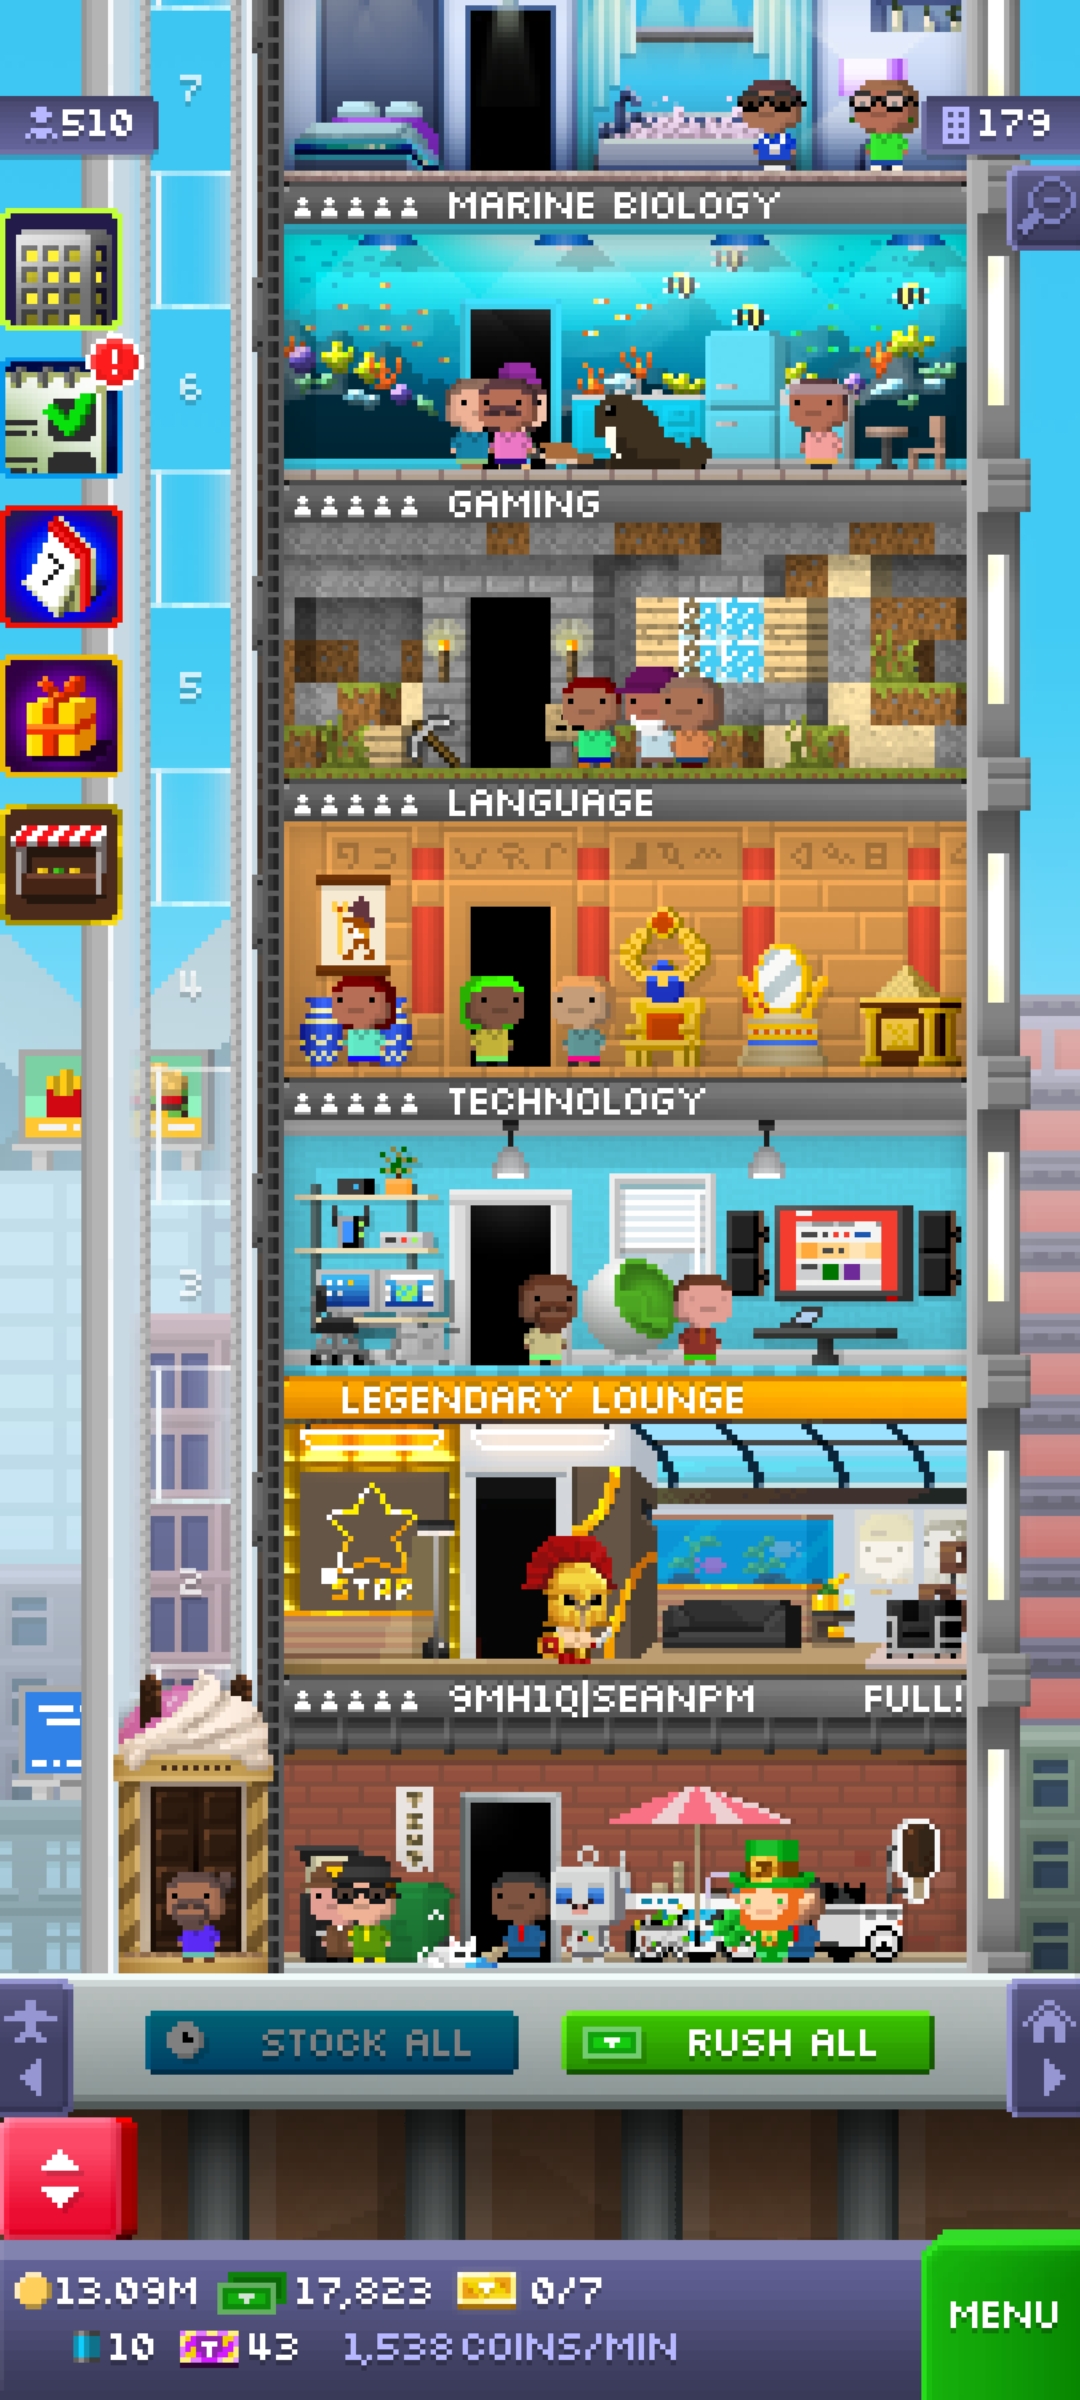 7
510
179
MARINE BIOLOGY
6
GAMING
5
LANGUAGE
4
TECHNOLOGY
3
LEGENDARY LOUNGE
STAR
2
9MH1Q|SEANPM FULL!
TINY
STOCK ALL
RUSH ALL
13.09M 17,823 0/7
10 43 1,538 COINS/MIN
MENU